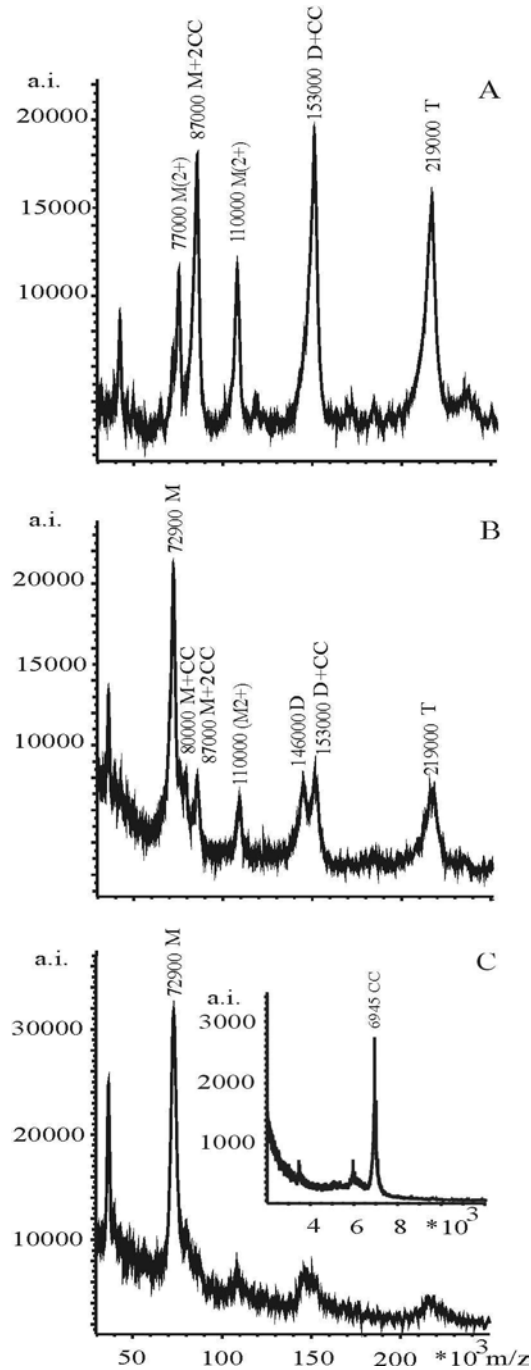 a.i.
A
20000
15000
10000
77000 M(2+)
87000 M+2CC
110000 M(2+)
153000 D+CC
219000 T
a.i.
B
20000
15000
10000
72900 M
80000 M+CC
87000 M+2CC
110000 (M2+)
146000 D
153000 D+CC
219000 T
a.i.
C
30000
20000
10000
72900 M
a.i.
3000
2000
1000
6945 CC
4 6 8 *10³
50 100 150 200 *10³ m/z